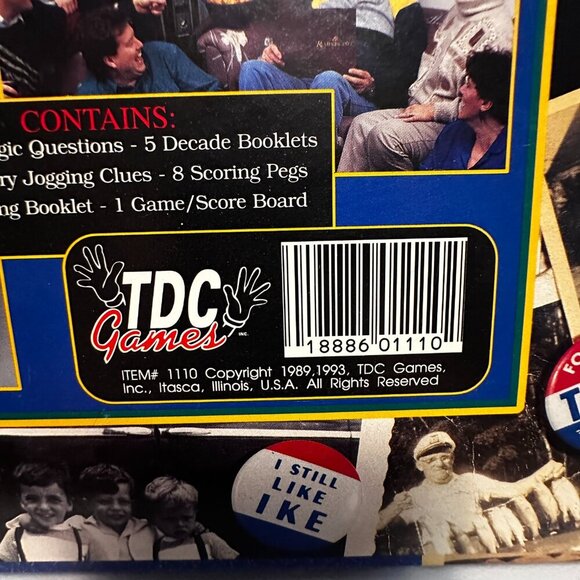 CONTAINS:
gic Questions - 5 Decade Booklets
ry Jogging Clues - 8 Scoring Pegs
ng Booklet - 1 Game/Score Board
TDC
Games
INC.
18886 01110
ITEM# 1110 Copyright 1989,1993, TDC Games,
Inc., Itasca, Illinois, U.S.A. All Rights Reserved
FO
T
I STILL
LIKE
IKE